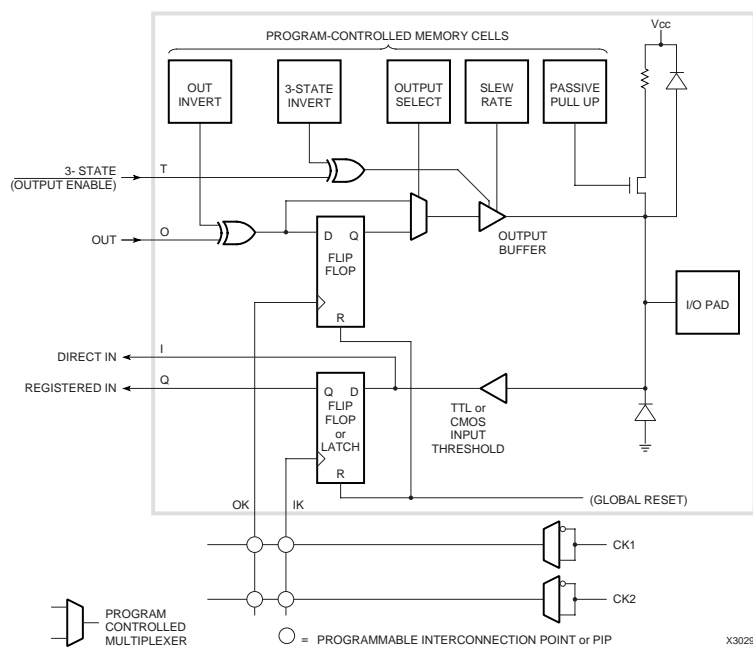 Vcc
PROGRAM-CONTROLLED MEMORY CELLS
OUT
INVERT
3-STATE
INVERT
OUTPUT
SELECT
SLEW
RATE
PASSIVE
PULL UP
3- STATE
(OUTPUT ENABLE)
T
OUT
O
D Q
FLIP
FLOP
R
OUTPUT
BUFFER
I/O PAD
DIRECT IN
I
REGISTERED IN
Q
Q D
FLIP
FLOP
or
LATCH
R
TTL or
CMOS
INPUT
THRESHOLD
OK
IK
(GLOBAL RESET)
CK1
CK2
PROGRAM
CONTROLLED
MULTIPLEXER
= PROGRAMMABLE INTERCONNECTION POINT or PIP
X3029